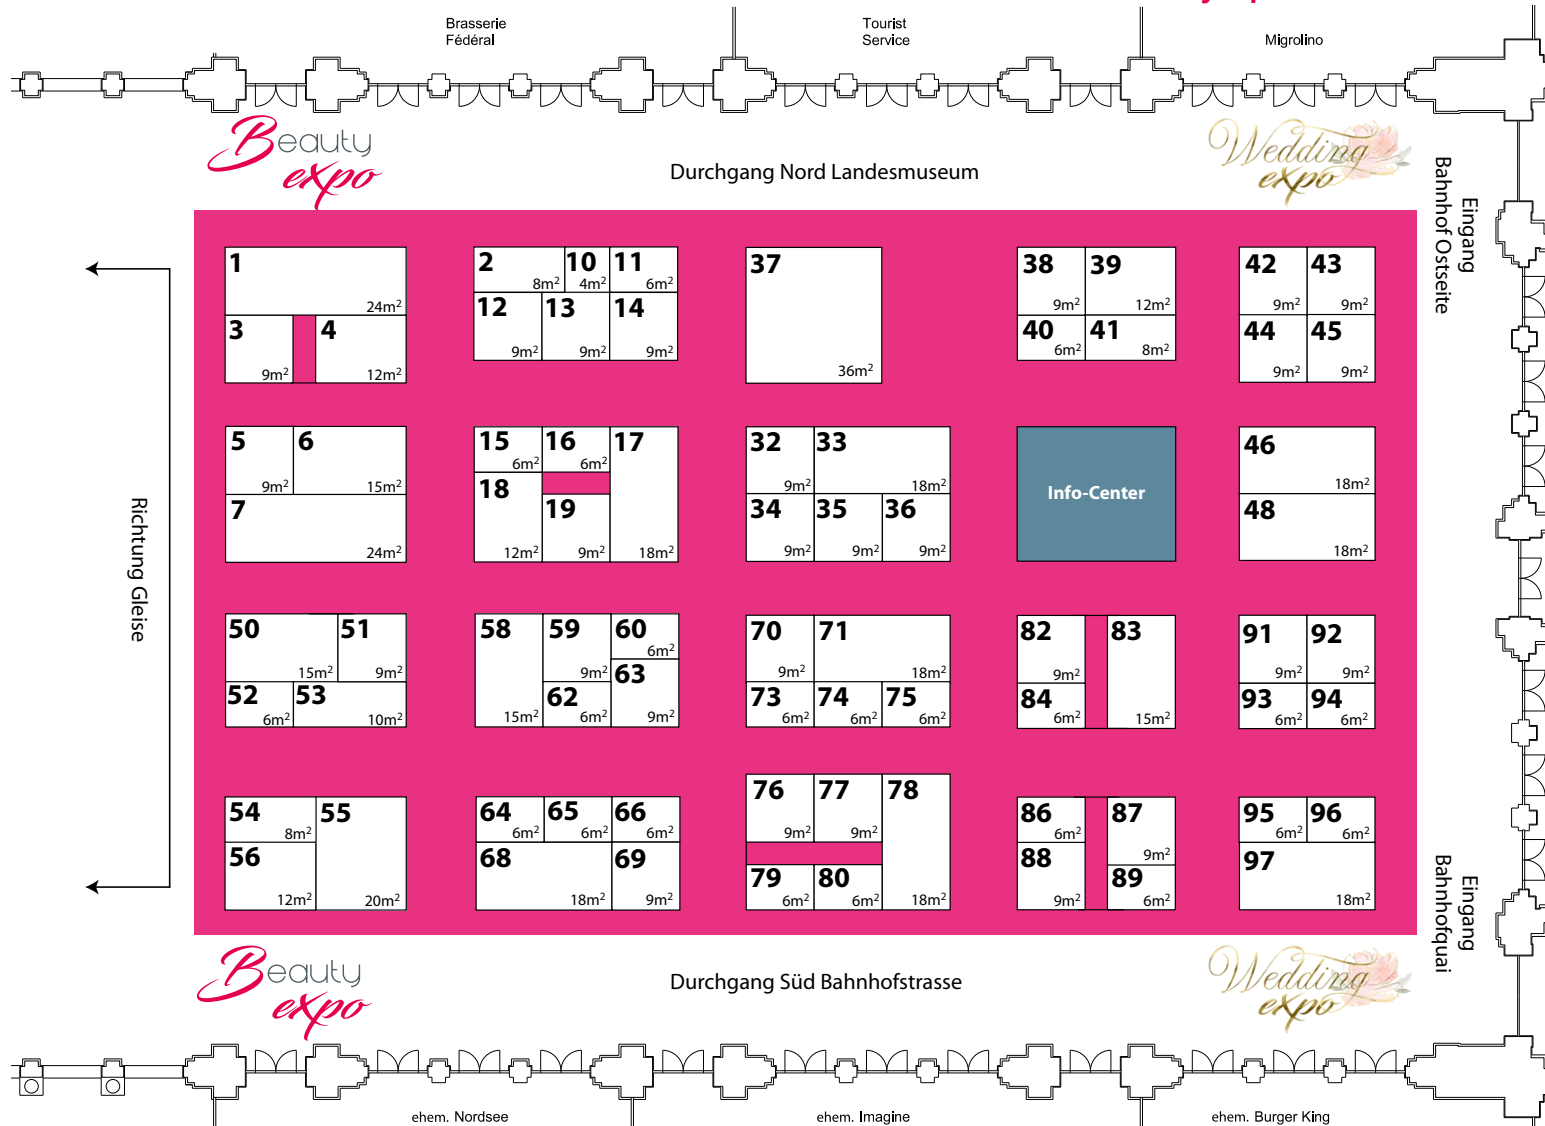 Brasserie
Fédéral
Tourist
Service
Migrolino
Beauty
expo
Durchgang Nord Landesmuseum
Wedding
expo
Eingang
Bahnhof Ostseite
1
24m²
2
8m²
10
4m²
11
6m²
37
36m²
38
9m²
39
12m²
42
9m²
43
9m²
3
9m²
4
12m²
12
9m²
13
9m²
14
9m²
40
6m²
41
8m²
44
9m²
45
9m²
5
9m²
6
15m²
15
6m²
16
6m²
17
18m²
32
9m²
33
18m²
Info-Center
46
18m²
7
24m²
18
12m²
19
9m²
34
9m²
35
9m²
36
9m²
48
18m²
Richtung Gleise
50
15m²
51
9m²
58
15m²
59
9m²
60
6m²
70
9m²
71
18m²
82
9m²
83
15m²
91
9m²
92
9m²
52
6m²
53
10m²
62
6m²
63
9m²
73
6m²
74
6m²
75
6m²
84
6m²
93
6m²
94
6m²
54
8m²
55
20m²
64
6m²
65
6m²
66
6m²
76
9m²
77
9m²
78
18m²
86
6m²
87
9m²
95
6m²
96
6m²
56
12m²
68
18m²
69
9m²
79
6m²
80
6m²
88
9m²
89
6m²
97
18m²
Eingang
Bahnhofquai
Beauty
expo
Durchgang Süd Bahnhofstrasse
Wedding
expo
ehem. Nordsee
ehem. Imagine
ehem. Burger King